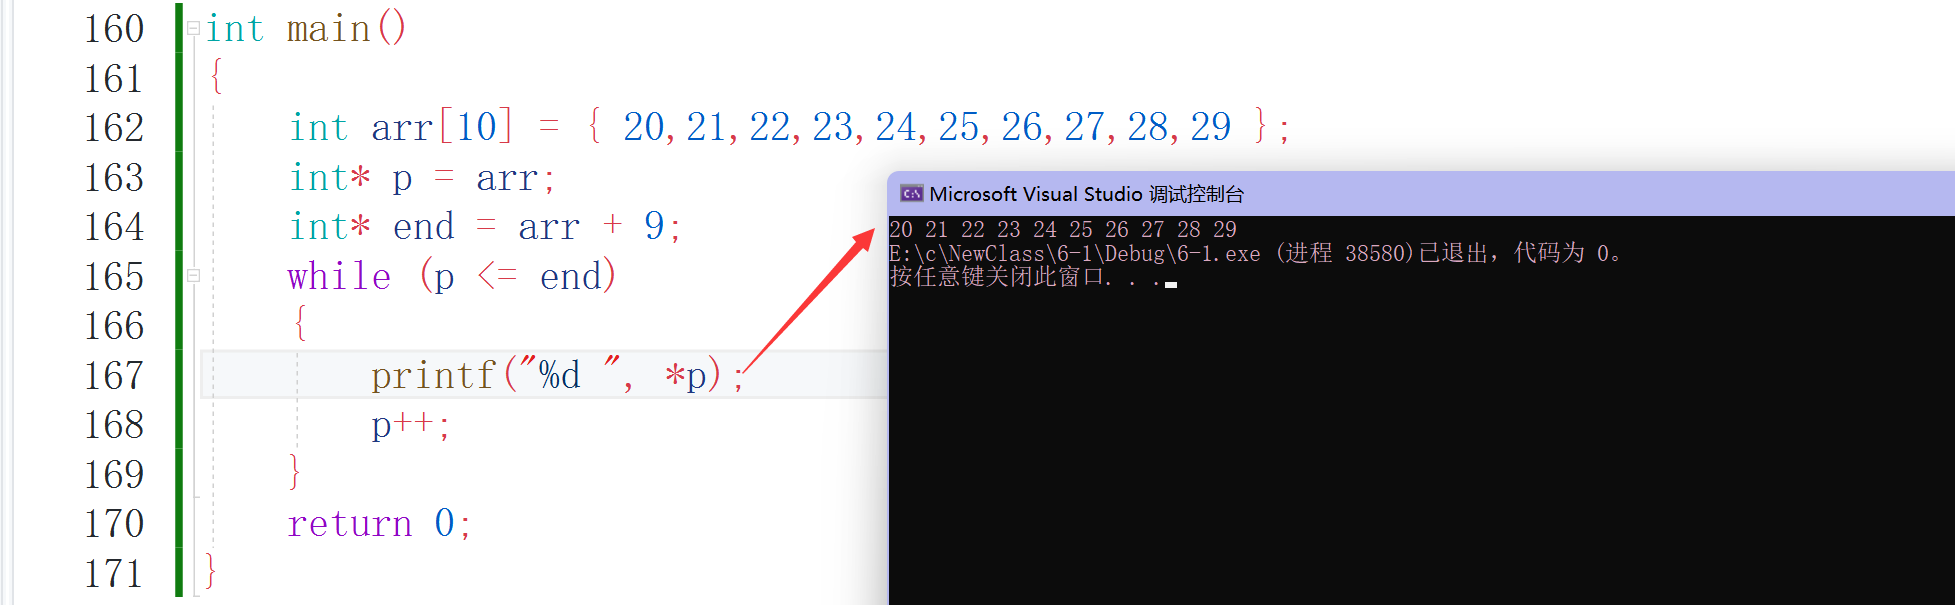 160 int main()
161 {
162 int arr[10] = { 20,21,22,23,24,25,26,27,28,29 };
163 int* p = arr;
164 int* end = arr + 9;
165 while (p <= end)
166 {
167 printf("%d ", *p);
168 p++;
169 }
170 return 0;
171 }
Microsoft Visual Studio 调试控制台
20 21 22 23 24 25 26 27 28 29
E:\c\NewClass\6-1\Debug\6-1.exe (进程 38580)已退出，代码为 0。
按任意键关闭此窗口. . .